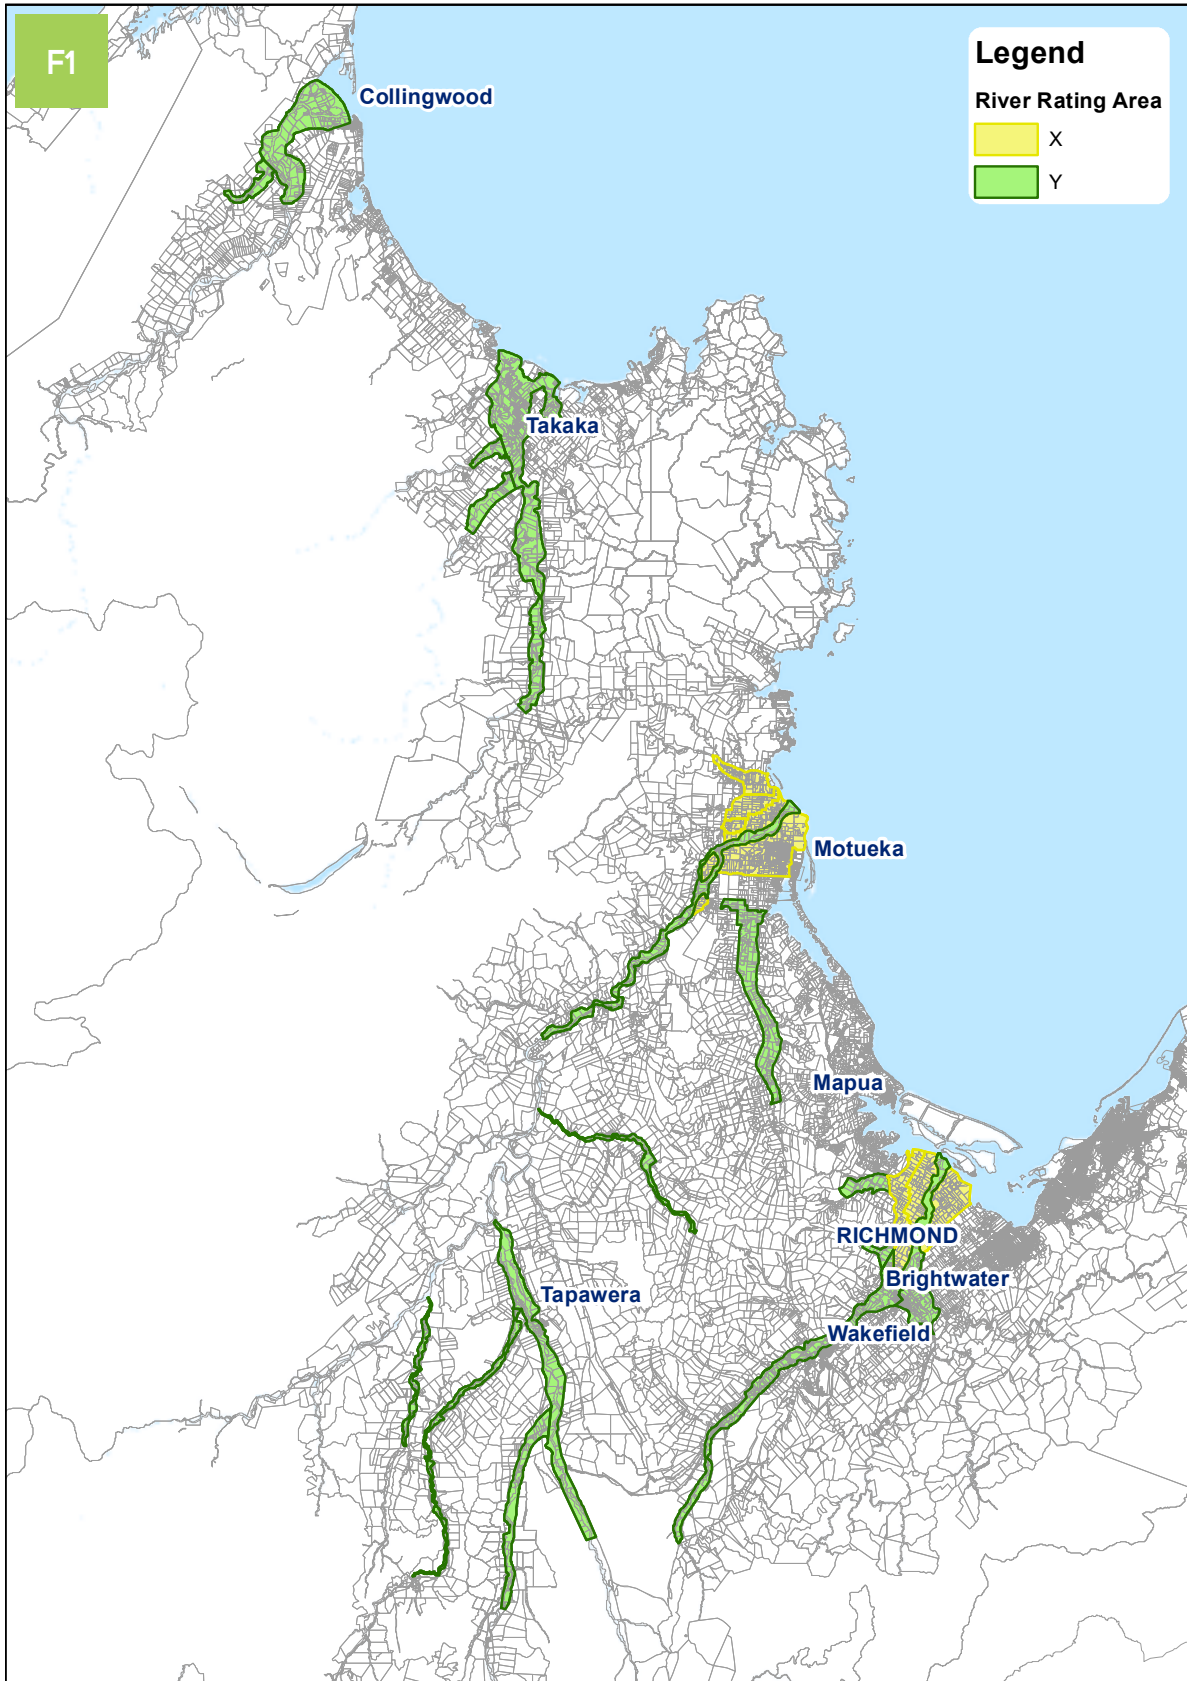 F1
Legend
River Rating Area
X
Y
Collingwood
Takaka
Motueka
Mapua
RICHMOND
Brightwater
Tapawera
Wakefield